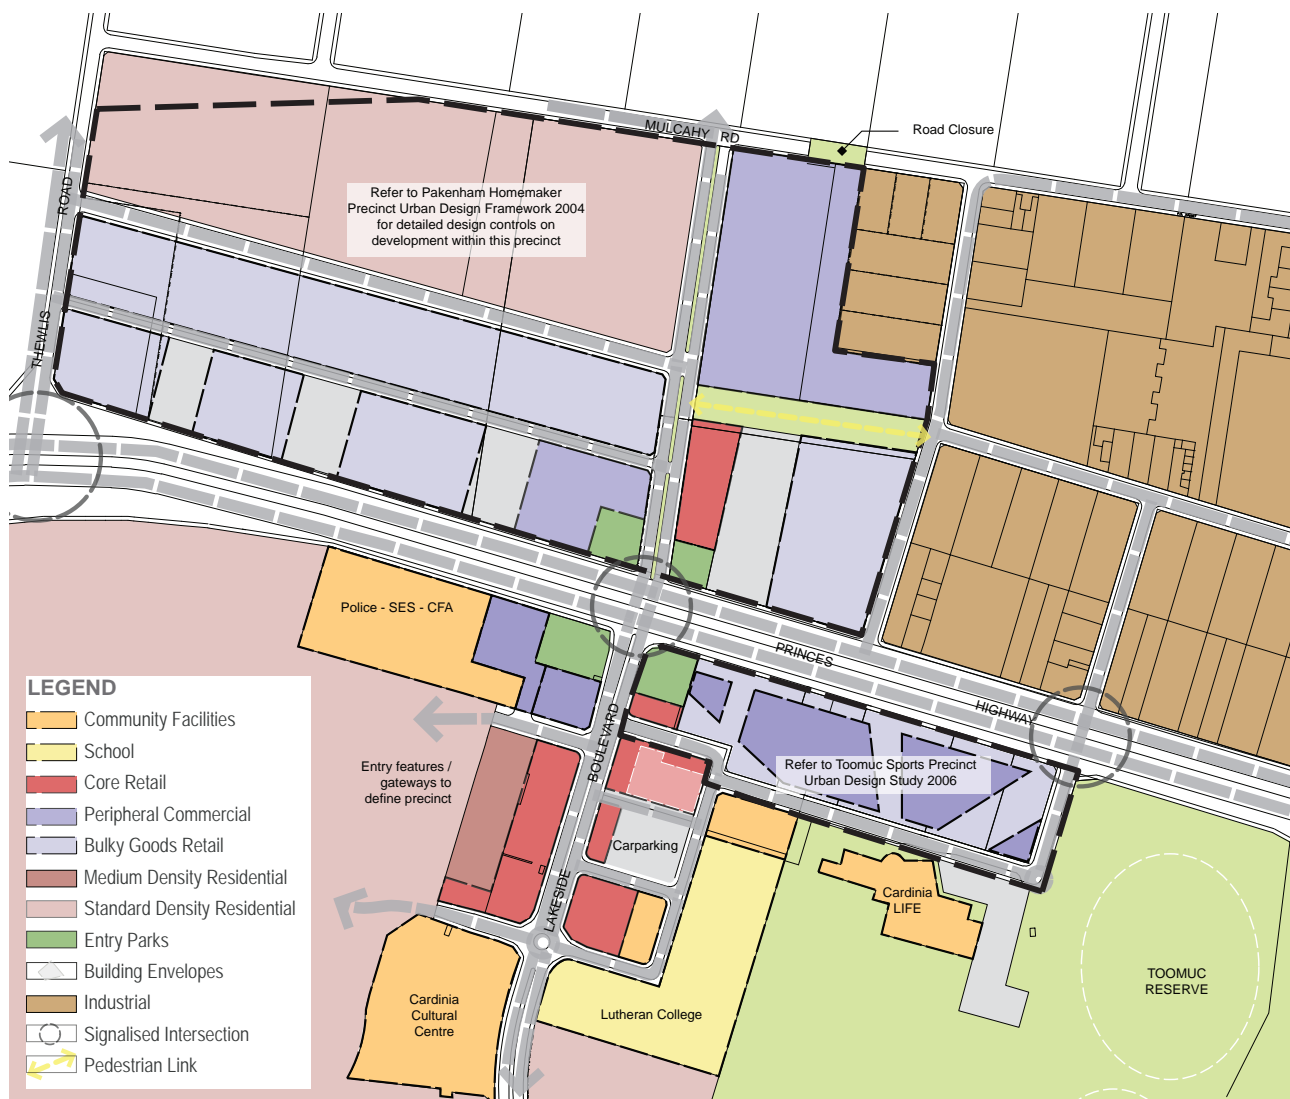 Road Closure
MULCAHY RD
Refer to Pakenham Homemaker
Precinct Urban Design Framework 2004
for detailed design controls on
development within this precinct
THEWLIS ROAD
Police - SES - CFA
PRINCES HIGHWAY
LAKESIDE BOULEVARD
Refer to Toomuc Sports Precinct
Urban Design Study 2006
Entry features /
gateways to
define precinct
Carparking
Cardinia
LIFE
TOOMUC
RESERVE
Cardinia
Cultural
Centre
Lutheran College
LEGEND
Community Facilities
School
Core Retail
Peripheral Commercial
Bulky Goods Retail
Medium Density Residential
Standard Density Residential
Entry Parks
Building Envelopes
Industrial
Signalised Intersection
Pedestrian Link